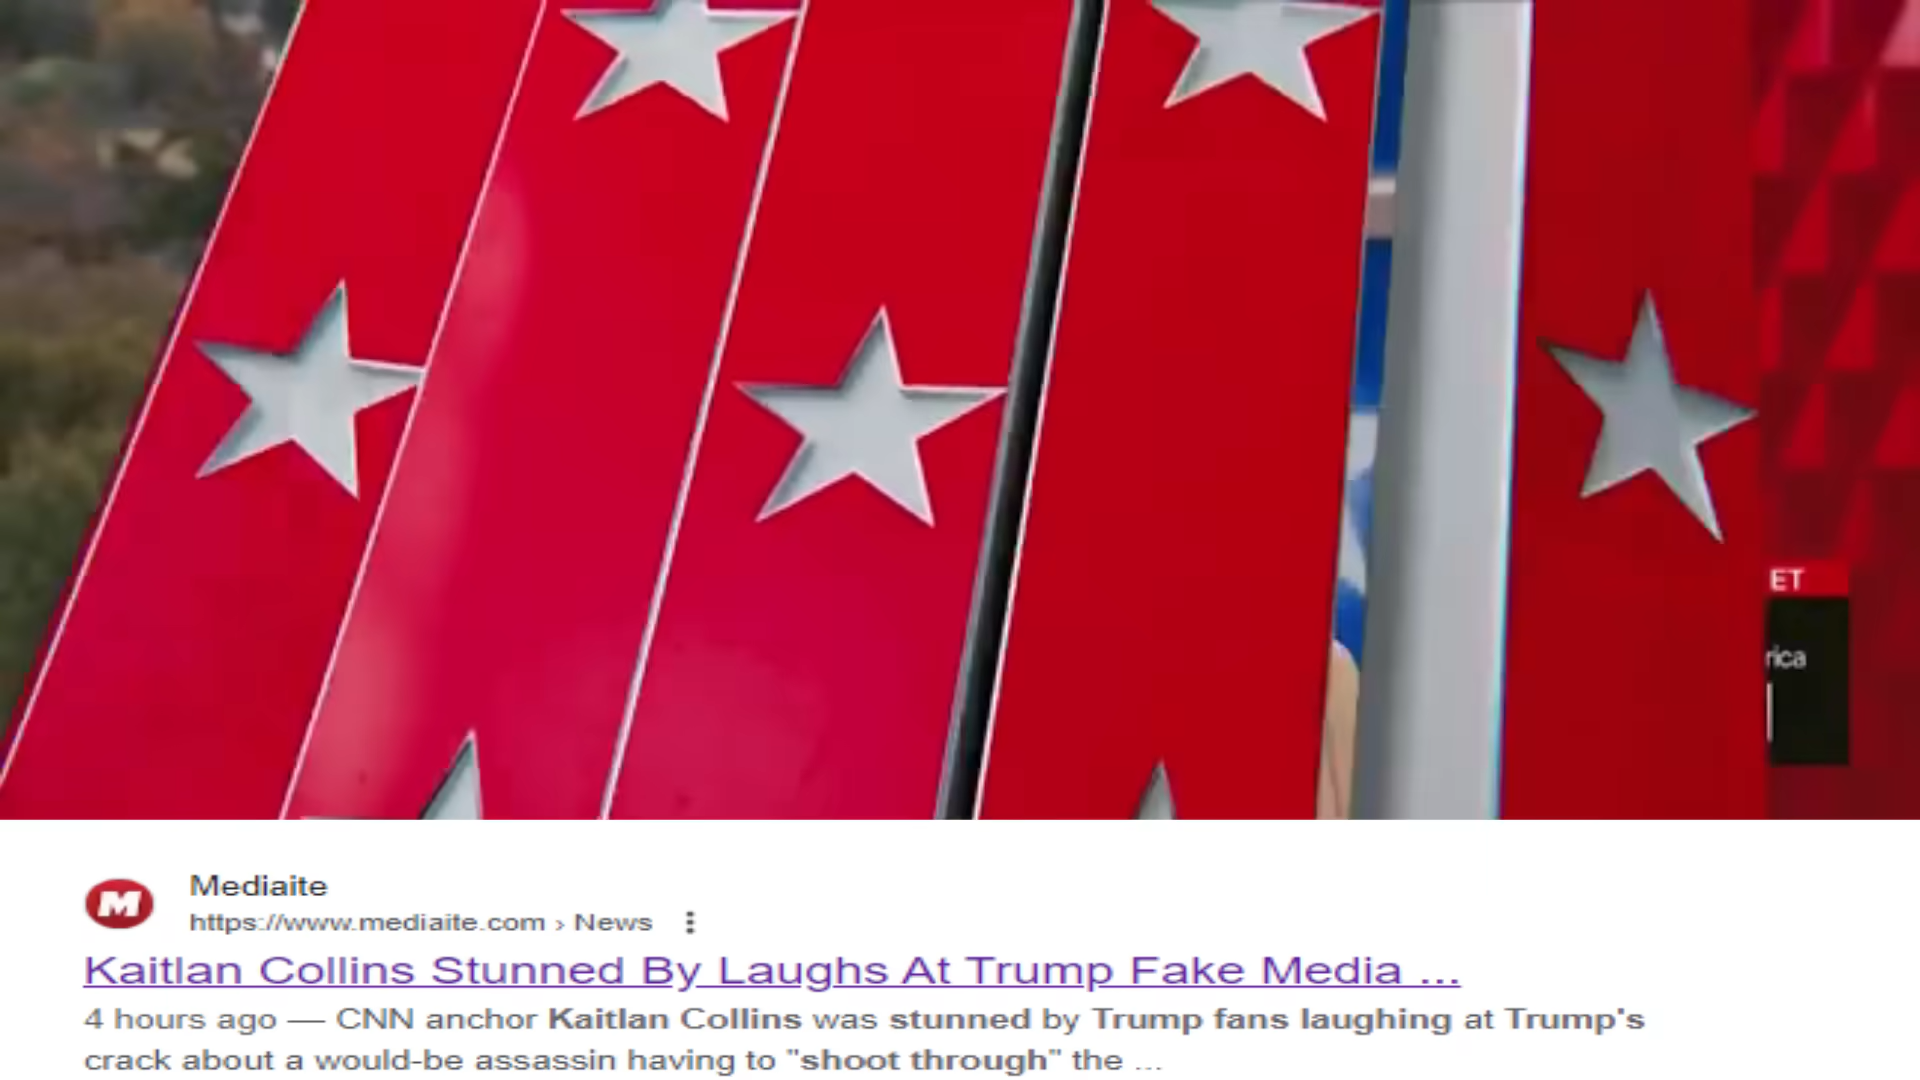 ET
rica
M
Mediaite
https://www.mediaite.com › News
Kaitlan Collins Stunned By Laughs At Trump Fake Media ...
4 hours ago — CNN anchor Kaitlan Collins was stunned by Trump fans laughing at Trump's
crack about a would-be assassin having to "shoot through" the ...